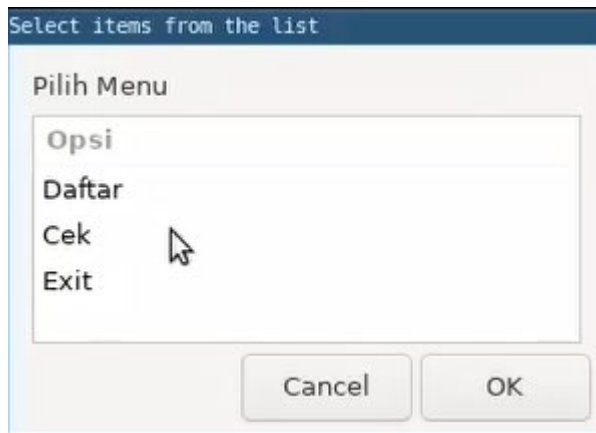 Select items from the list
Pilih Menu
Opsi
Daftar
Cek
Exit
Cancel OK